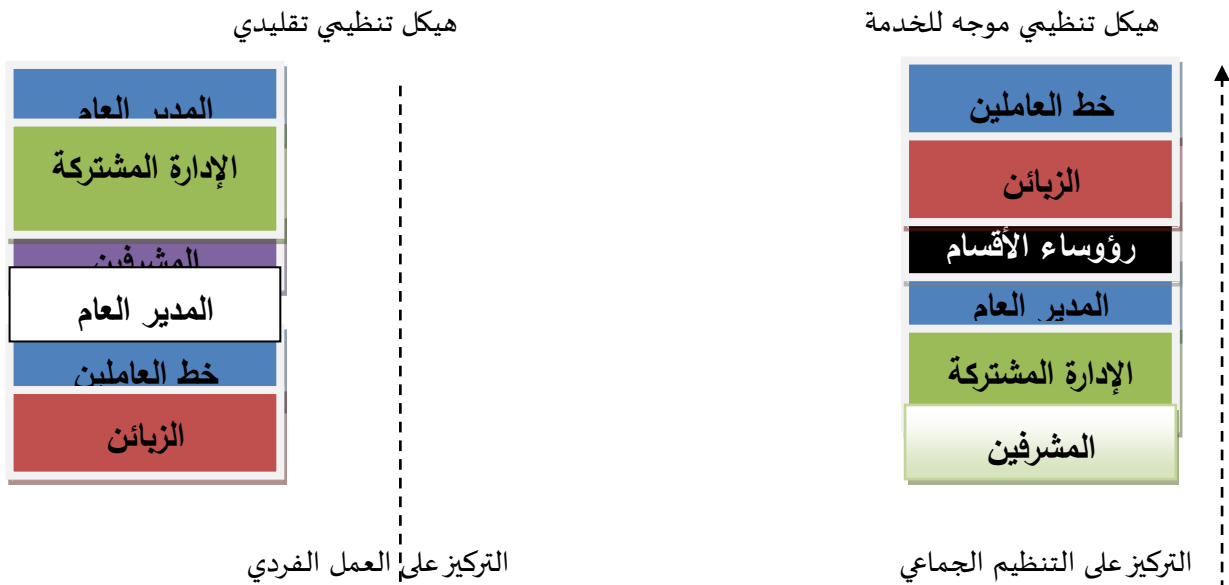 هيكل تنظيمي موجه للخدمة
خط العاملين
الزبائن
رؤوساء الأقسام
المدير العام
الإدارة المشتركة
المشرفين
التركيز على التنظيم الجماعي
هيكل تنظيمي تقليدي
المدير العام
الإدارة المشتركة
المشرفين
المدير العام
خط العاملين
الزبائن
التركيز على العمل الفردي